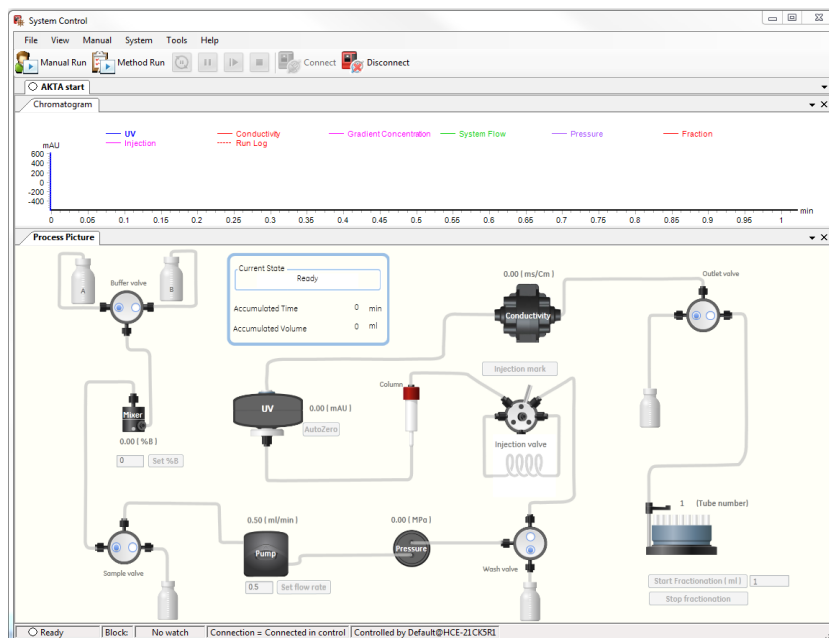 System Control
File View Manual System Tools Help
Manual Run Method Run Connect Disconnect
AKTA start
Chromatogram
UV Conductivity Gradient Concentration System Flow Pressure Fraction
Injection Run Log
mAU
600
400
200
0
-200
-400
0 0.05 0.1 0.15 0.2 0.25 0.3 0.35 0.4 0.45 0.5 0.55 0.6 0.65 0.7 0.75 0.8 0.85 0.9 0.95 1 min
Process Picture
A
Buffer valve
B
Current State
Ready
Accumulated Time 0 min
Accumulated Volume 0 ml
0.00 ( ms/Cm )
Conductivity
Outlet valve
Injection mark
Column
Mixer
0.00 ( %B )
0 Set %B
UV
0.00 ( mAU )
AutoZero
Injection valve
1 (Tube number)
Sample valve
0.50 ( ml/min )
Pump
0.5 Set flow rate
0.00 ( MPa )
Pressure
Wash valve
Start Fractionation ( ml ) 1
Stop fractionation
Ready Block: No watch Connection = Connected in control Controlled by Default@HCE-21CK5R1